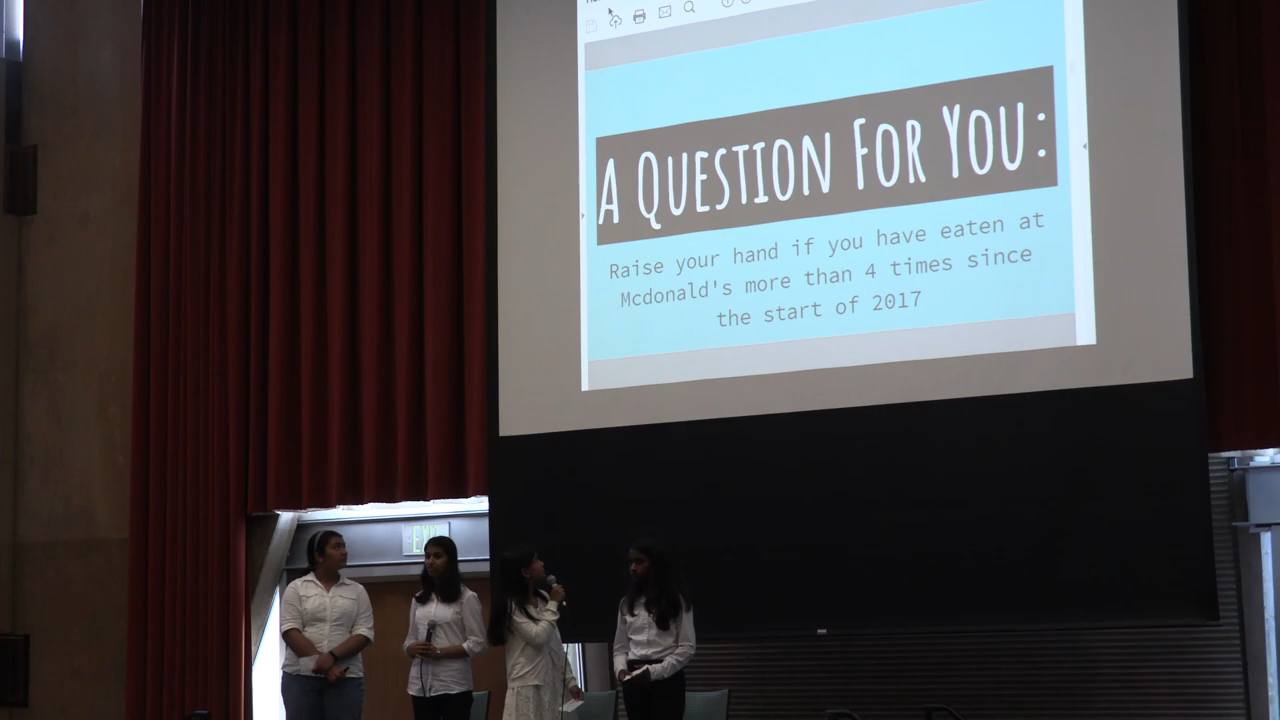 A Question For You:
Raise your hand if you have eaten at
Mcdonald's more than 4 times since
the start of 2017
EXIT